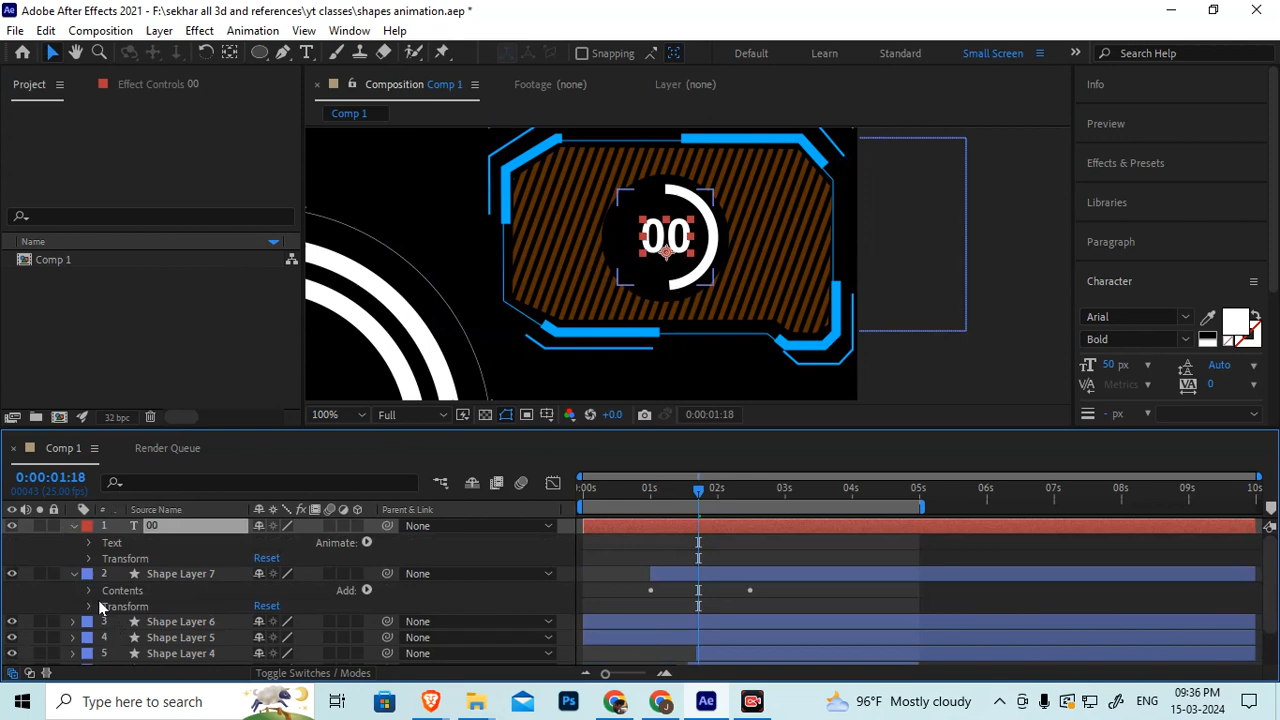 Adobe After Effects 2021 - F:\sekhar all 3d and references\yt classes\shapes animation.aep *
File Edit Composition Layer Effect Animation View Window Help
Snapping Default Learn Standard Small Screen Search Help
Project Effect Controls 00 Composition Comp 1 Footage (none) Layer (none) Info
Comp 1
Preview
Effects & Presets
Libraries
Paragraph
00
Name
Comp 1
Character
Arial
Bold
50 px Auto
Metrics 0
- px
32 bpc 100% Full +0.0 0:00:01:18
Comp 1 Render Queue
0:00:01:18
00043 (25.00 fps)
0:00s 01s 02s 03s 04s 05s 06s 07s 08s 09s 10s
# Source Name Parent & Link
1 T 00 None
Text Animate:
Transform Reset
2 Shape Layer 7 None
Contents Add:
Transform Reset
3 Shape Layer 6 None
4 Shape Layer 5 None
5 Shape Layer 4 None
Toggle Switches / Modes
Type here to search Ps Ae 96°F Mostly cloudy ENG 09:36 PM
15-03-2024